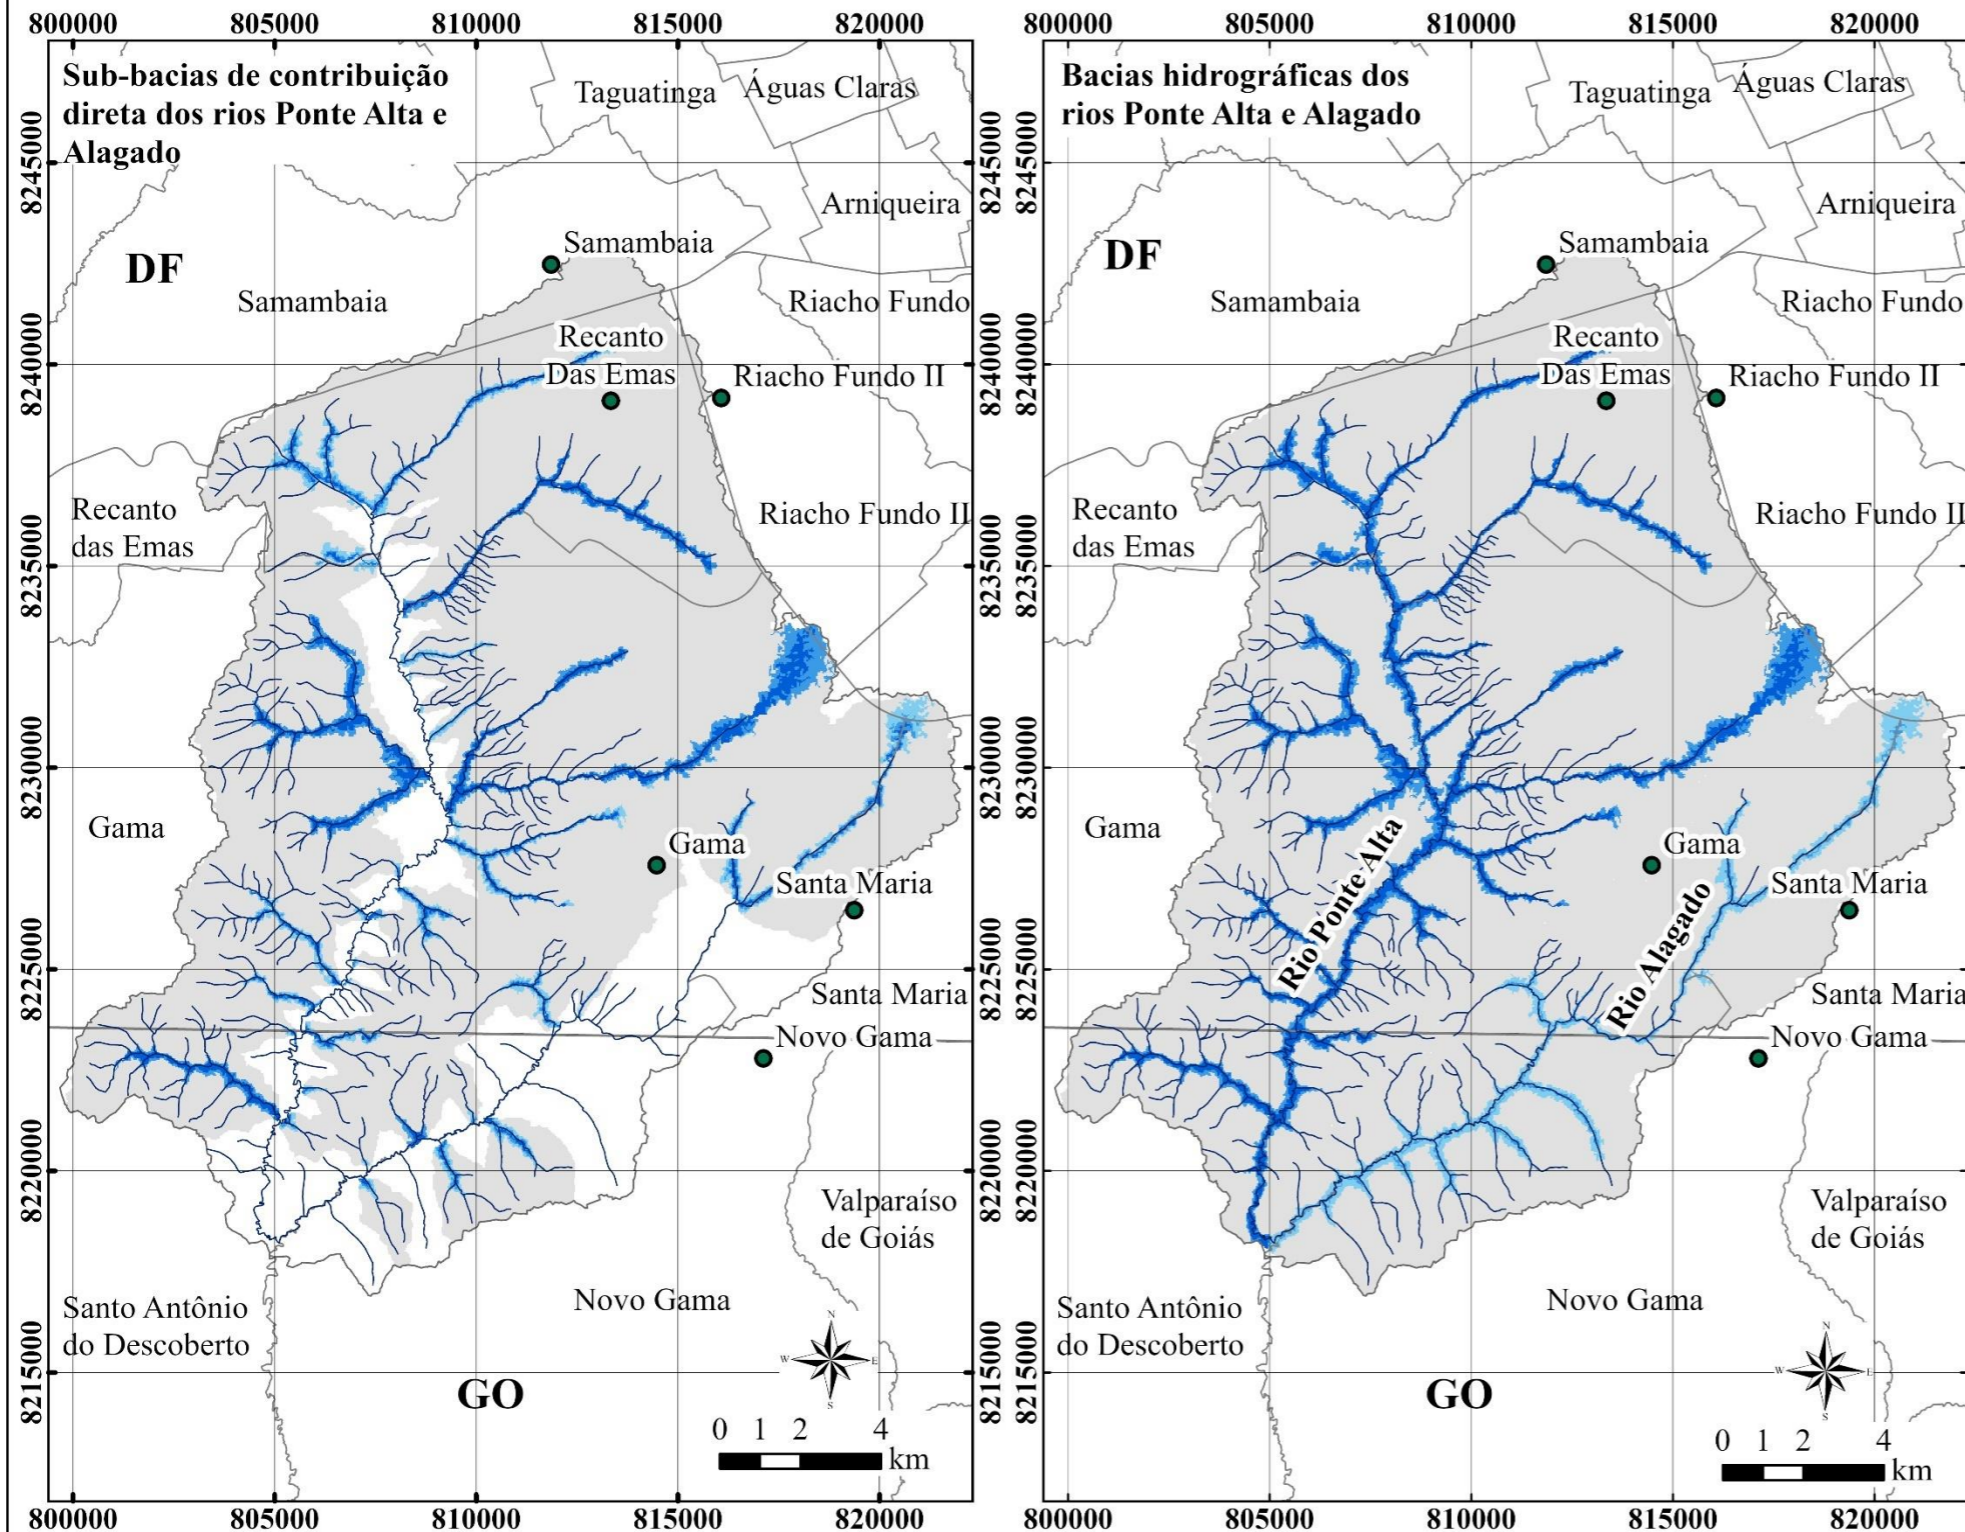 800000 805000 810000 815000 820000
Sub-bacias de contribuição
direta dos rios Ponte Alta e
Alagado
Taguatinga
Águas Claras
Arniqueira
DF
Samambaia
Samambaia
Riacho Fundo
Recanto
Das Emas
Riacho Fundo II
Recanto
das Emas
Riacho Fundo II
Gama
Gama
Santa Maria
Santa Maria
Novo Gama
Valparaíso
de Goiás
Santo Antônio
do Descoberto
Novo Gama
GO
N
W E
S
0 1 2 4
km
8245000
8240000
8235000
8230000
8225000
8220000
8215000
8245000
8240000
8235000
8230000
8225000
8220000
8215000
800000 805000 810000 815000 820000
800000 805000 810000 815000 820000
Bacias hidrográficas dos
rios Ponte Alta e Alagado
Taguatinga
Águas Claras
Arniqueira
DF
Samambaia
Samambaia
Riacho Fundo
Recanto
Das Emas
Riacho Fundo II
Recanto
das Emas
Riacho Fundo II
Gama
Rio Ponte Alta
Gama
Santa Maria
Rio Alagado
Santa Maria
Novo Gama
Valparaíso
de Goiás
Santo Antônio
do Descoberto
Novo Gama
GO
N
W E
S
0 1 2 4
km
8245000
8240000
8235000
8230000
8225000
8220000
8215000
800000 805000 810000 815000 820000